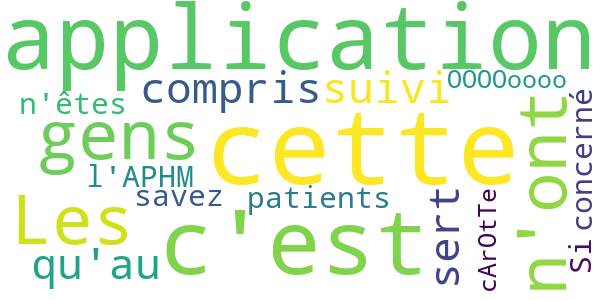 application
OOOOoooo
compris
suivi
n'êtes
gens
cette
n'ont
concerné
l'APHM
savez
patients
Les
c'est
sert
cArOtTe
Si
qu'au